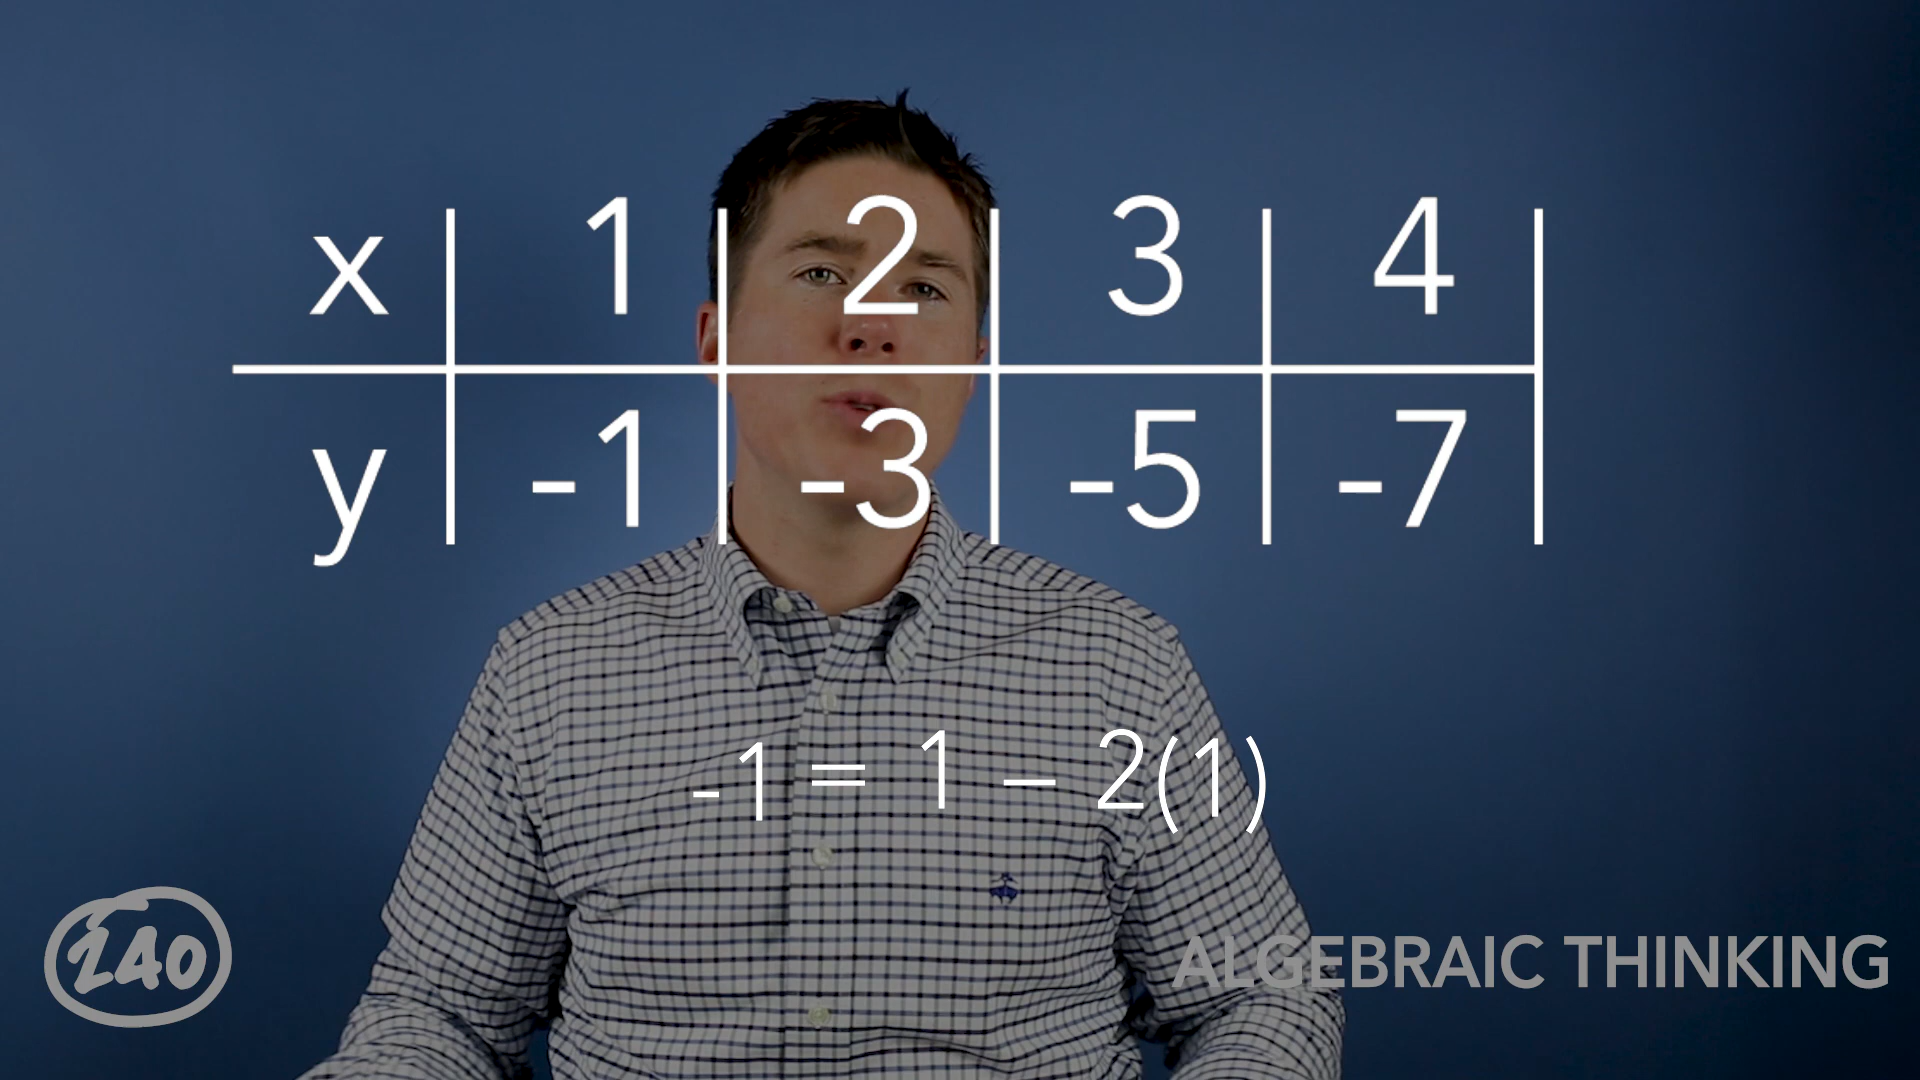 x 1 2 3 4
y -1 -3 -5 -7
-1 = 1 – 2(1)
240
ALGEBRAIC THINKING